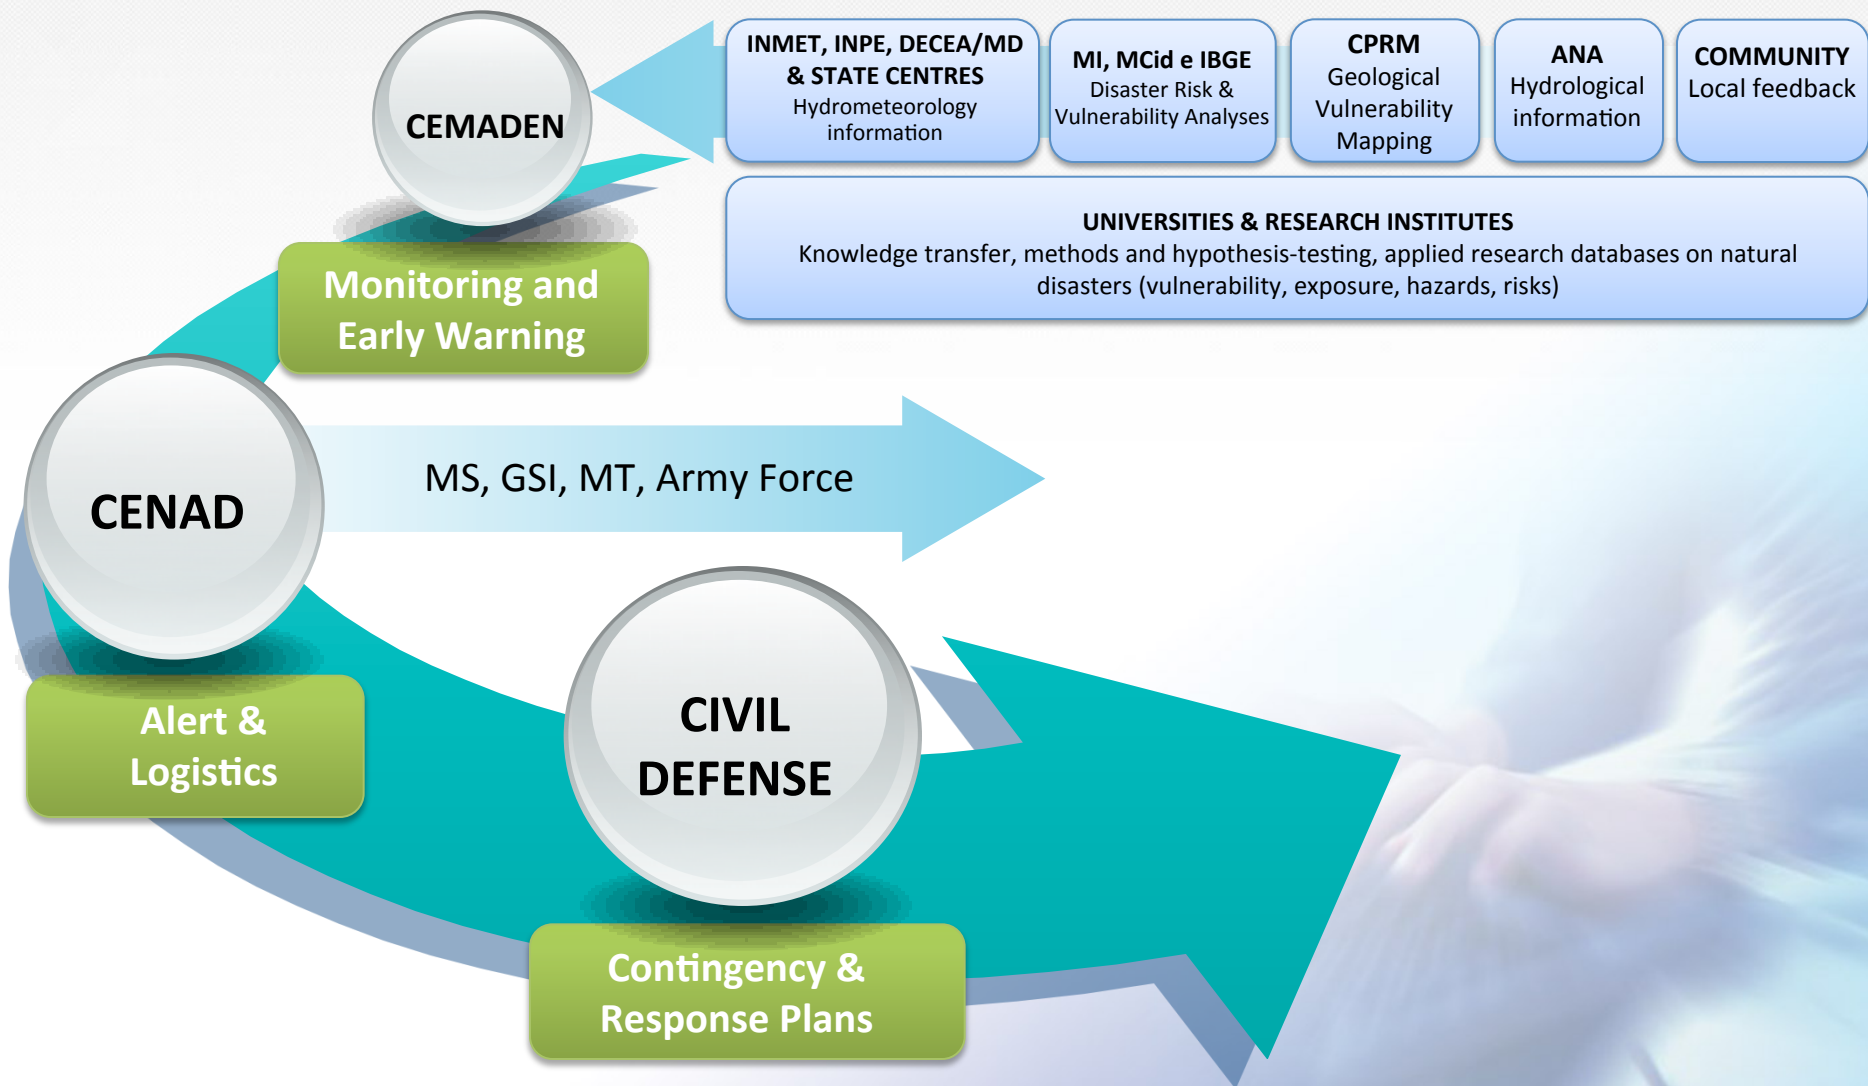 CEMADEN
INMET, INPE, DECEA/MD
& STATE CENTRES
Hydrometeorology
information
MI, MCid e IBGE
Disaster Risk &
Vulnerability Analyses
CPRM
Geological
Vulnerability
Mapping
ANA
Hydrological
information
COMMUNITY
Local feedback
UNIVERSITIES & RESEARCH INSTITUTES
Knowledge transfer, methods and hypothesis-testing, applied research databases on natural
disasters (vulnerability, exposure, hazards, risks)
Monitoring and
Early Warning
CENAD
MS, GSI, MT, Army Force
Alert &
Logistics
CIVIL
DEFENSE
Contingency &
Response Plans